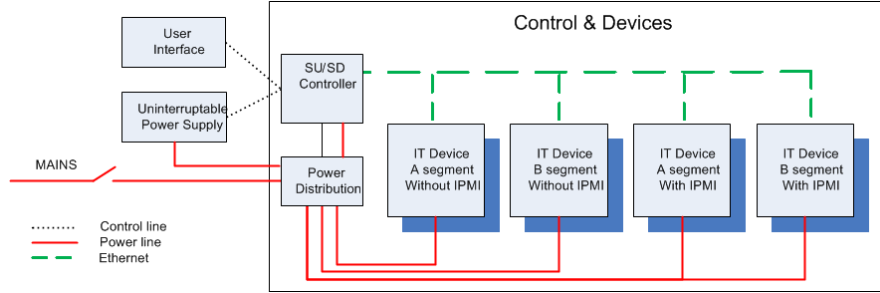 Control & Devices
User
Interface
SU/SD
Controller
Uninterruptable
Power Supply
MAINS
Power
Distribution
IT Device
A segment
Without IPMI
IT Device
B segment
Without IPMI
IT Device
A segment
With IPMI
IT Device
B segment
With IPMI
Control line
Power line
Ethernet